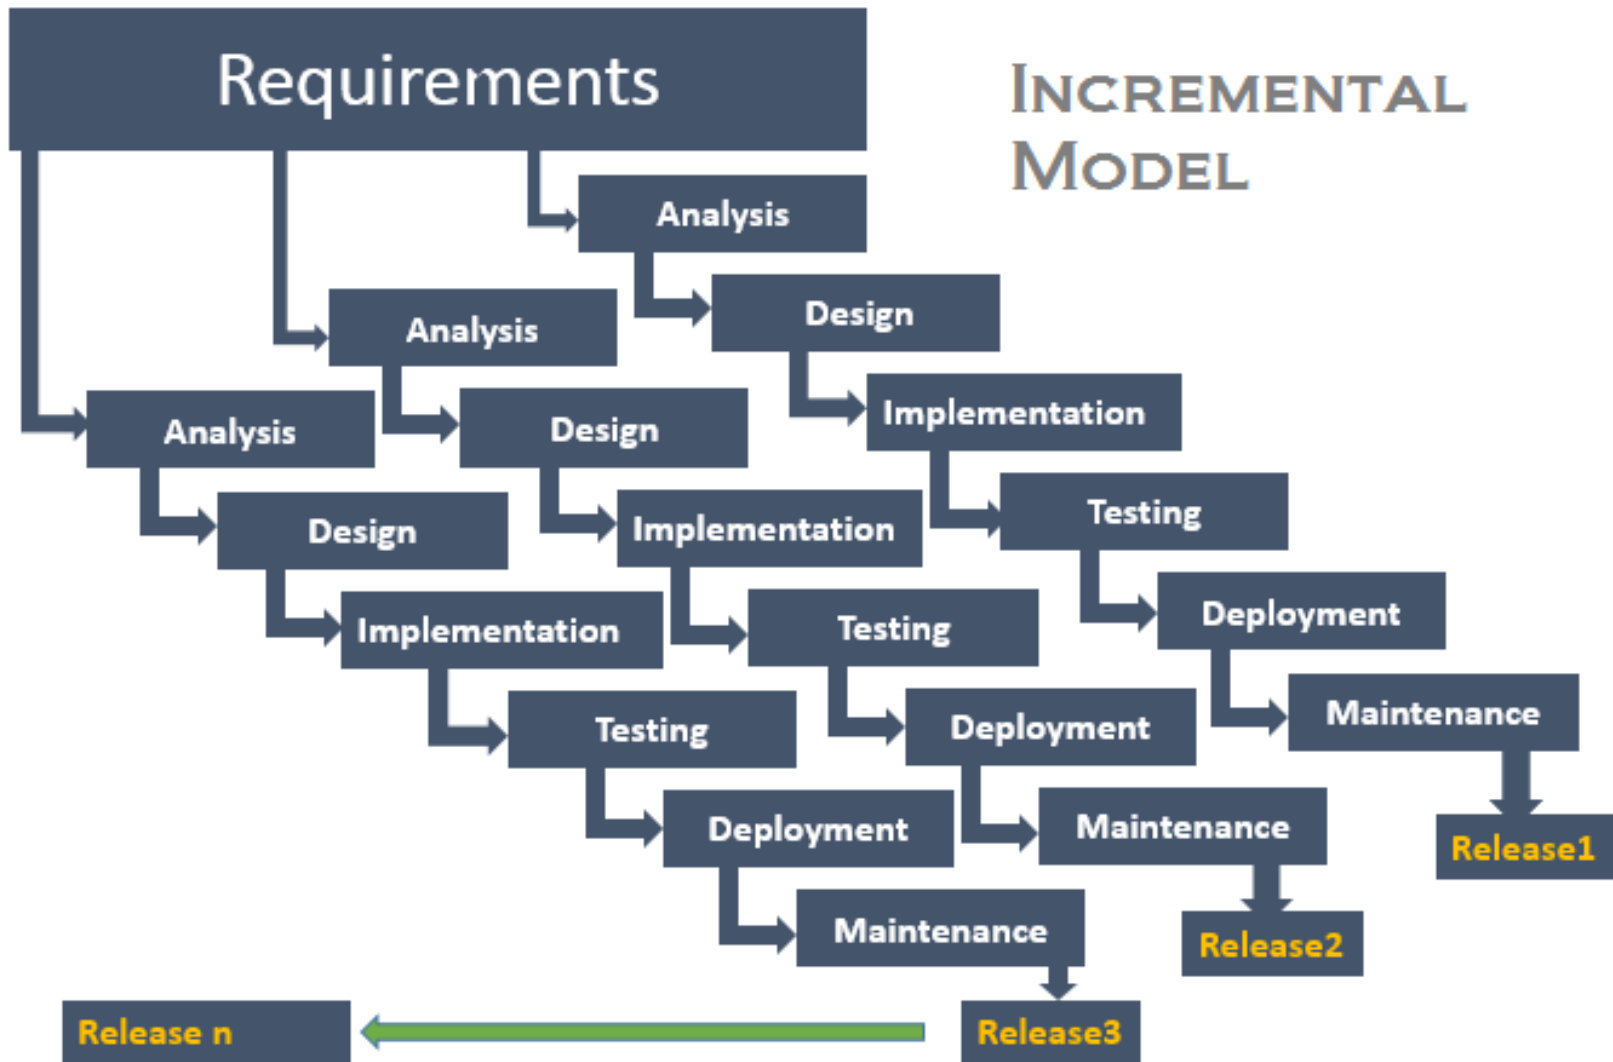 Requirements
INCREMENTAL
MODEL
Analysis
Design
Implementation
Testing
Deployment
Maintenance
Release1
Analysis
Design
Implementation
Testing
Deployment
Maintenance
Release2
Analysis
Design
Implementation
Testing
Deployment
Maintenance
Release3
Release n